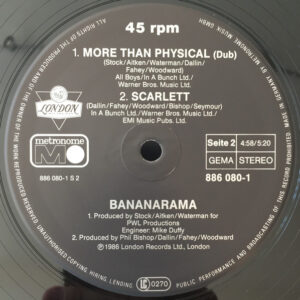 45 rpm
1. MORE THAN PHYSICAL (Dub)
(Stock/Aitken/Waterman/Dallin/
Fahey/Woodward)
All Boys/In A Bunch Ltd./
Warner Bros. Music Ltd.
2. SCARLETT
(Dallin/Fahey/Woodward/Bishop/Seymour)
In A Bunch Ltd./Warner Bros. Music Ltd./
EMI Music Pubs. Ltd.
LONDON
metronome
886 080-1 S 2
Seite 2 4:58/5:20
GEMA STEREO
886 080-1
BANANARAMA
1. Produced by Stock/Aitken/Waterman for
PWL Productions
Engineer: Mike Duffy
2. Produced by Phil Bishop/Dallin/Fahey/Woodward
℗ 1986 London Records Ltd, London
LC 0270
ALL RIGHTS OF THE PRODUCER AND OF THE OWNER OF THE WORK REPRODUCED RESERVED
UNAUTHORISED COPYING HIRING LENDING PUBLIC PERFORMANCE AND BROADCASTING OF THIS RECORD PROHIBITED